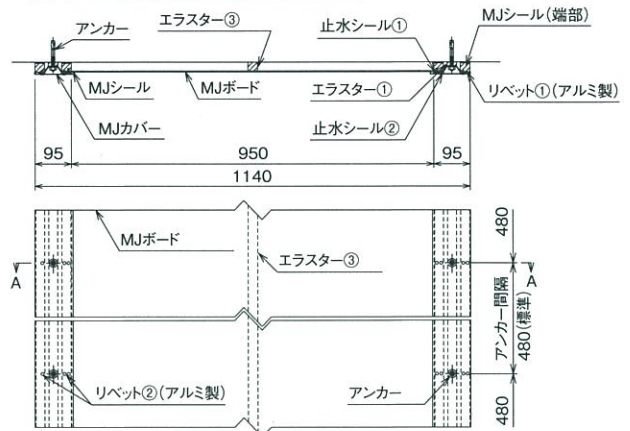 アンカー
エラスター③
止水シール①
MJシール(端部)
MJシール
MJボード
エラスター①
リベット①(アルミ製)
MJカバー
止水シール②
95
950
95
1140
MJボード
エラスター③
480
A
A
アンカー間隔
480(標準)
リベット②(アルミ製)
アンカー
480